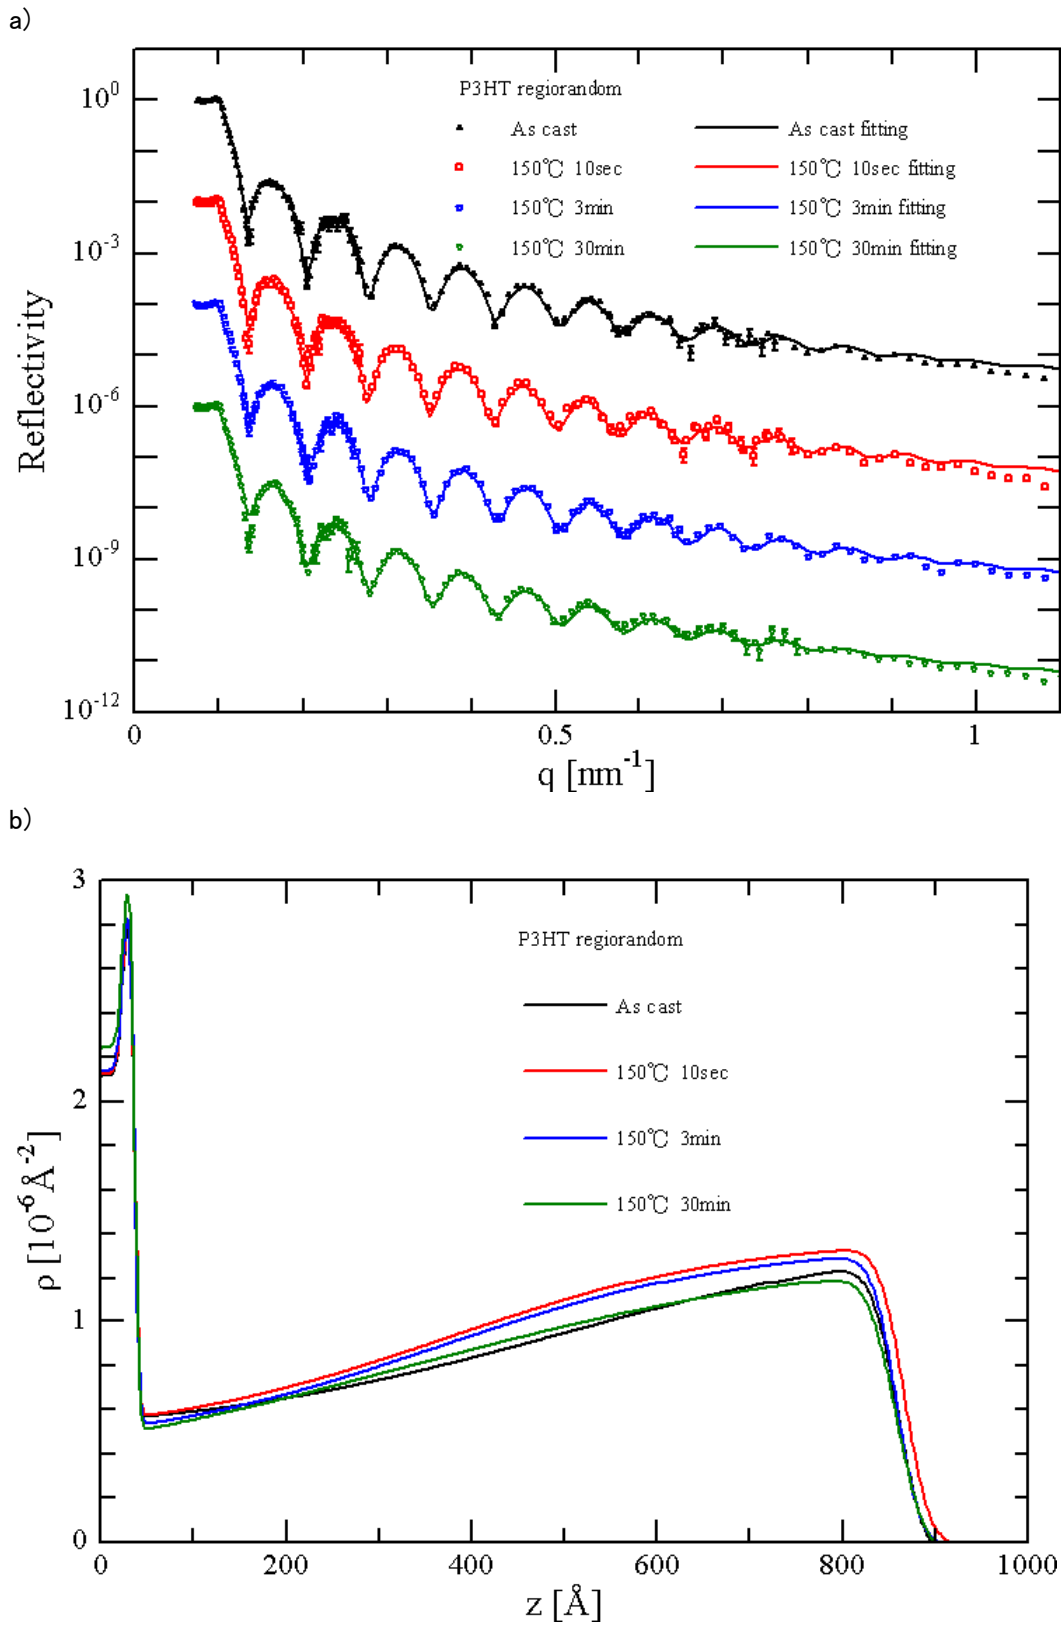 a)
P3HT regiorandom
As cast
As cast fitting
150℃ 10sec
150℃ 10sec fitting
150℃ 3min
150℃ 3min fitting
150℃ 30min
150℃ 30min fitting
10⁰
10⁻³
10⁻⁶
10⁻⁹
10⁻¹²
Reflectivity
0
0.5
1
q [nm⁻¹]
b)
P3HT regiorandom
As cast
150℃ 10sec
150℃ 3min
150℃ 30min
3
2
1
0
ρ [10⁻⁶ Å⁻²]
0
200
400
600
800
1000
z [Å]